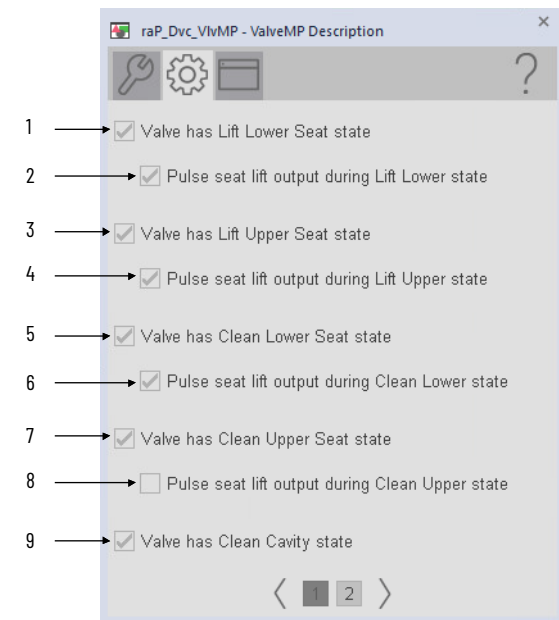 raP_Dvc_VlvMP - ValveMP Description
×
?
1 Valve has Lift Lower Seat state
2 Pulse seat lift output during Lift Lower state
3 Valve has Lift Upper Seat state
4 Pulse seat lift output during Lift Upper state
5 Valve has Clean Lower Seat state
6 Pulse seat lift output during Clean Lower state
7 Valve has Clean Upper Seat state
8 Pulse seat lift output during Clean Upper state
9 Valve has Clean Cavity state
1 2